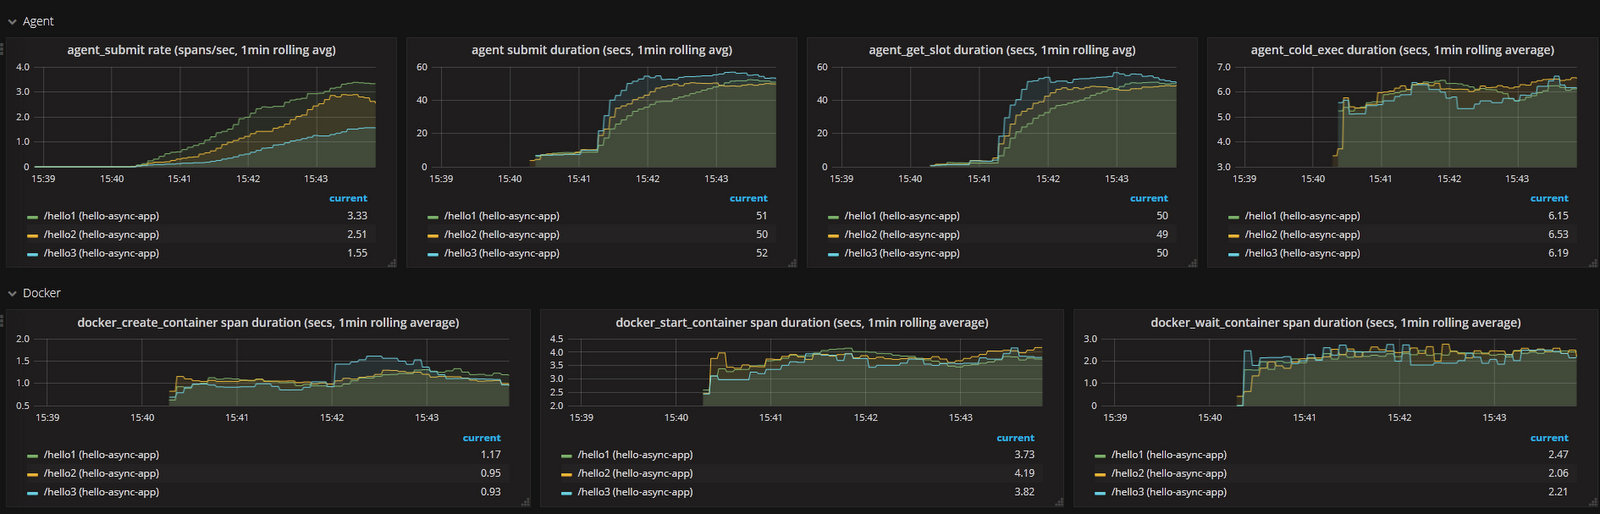 Agent
agent_submit rate (spans/sec, 1min rolling avg)
4.0
3.0
2.0
1.0
0
15:39 15:40 15:41 15:42 15:43
current
/hello1 (hello-async-app) 3.33
/hello2 (hello-async-app) 2.51
/hello3 (hello-async-app) 1.55
agent submit duration (secs, 1min rolling avg)
60
40
20
0
15:39 15:40 15:41 15:42 15:43
current
/hello1 (hello-async-app) 51
/hello2 (hello-async-app) 50
/hello3 (hello-async-app) 52
agent_get_slot duration (secs, 1min rolling avg)
60
40
20
0
15:39 15:40 15:41 15:42 15:43
current
/hello1 (hello-async-app) 50
/hello2 (hello-async-app) 49
/hello3 (hello-async-app) 50
agent_cold_exec duration (secs, 1min rolling average)
7.0
6.0
5.0
4.0
3.0
15:39 15:40 15:41 15:42 15:43
current
/hello1 (hello-async-app) 6.15
/hello2 (hello-async-app) 6.53
/hello3 (hello-async-app) 6.19
Docker
docker_create_container span duration (secs, 1min rolling average)
2.0
1.5
1.0
0.5
15:39 15:40 15:41 15:42 15:43
current
/hello1 (hello-async-app) 1.17
/hello2 (hello-async-app) 0.95
/hello3 (hello-async-app) 0.93
docker_start_container span duration (secs, 1min rolling average)
4.5
4.0
3.5
3.0
2.5
2.0
15:39 15:40 15:41 15:42 15:43
current
/hello1 (hello-async-app) 3.73
/hello2 (hello-async-app) 4.19
/hello3 (hello-async-app) 3.82
docker_wait_container span duration (secs, 1min rolling average)
3.0
2.0
1.0
0
15:39 15:40 15:41 15:42 15:43
current
/hello1 (hello-async-app) 2.47
/hello2 (hello-async-app) 2.06
/hello3 (hello-async-app) 2.21